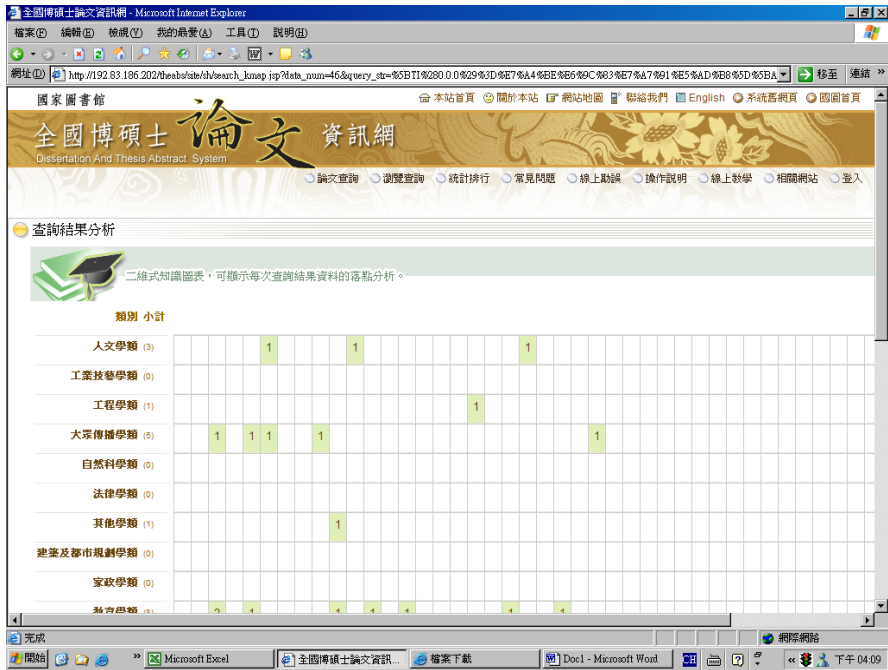 全國博碩士論文資訊網 - Microsoft Internet Explorer
檔案(F) 編輯(E) 檢視(V) 我的最愛(A) 工具(T) 說明(H)
網址(D) http://192.83.186.202/theabs/site/sh/search_kmap.jsp?data_num=46&query_str=%5BTI%280.0.0%29%3D%E7%A4%BE%E6%9C%83%E7%A7%91%E5%AD%B8%5D%5BA 移至 連結 »
國家圖書館 本站首頁 關於本站 網站地圖 聯絡我們 English 系統舊網頁 國圖首頁
全國博碩士論文資訊網
Dissertation And Thesis Abstract System
論文查詢 瀏覽查詢 統計排行 常見問題 線上勘誤 操作說明 線上教學 相關網站 登入
查詢結果分析
二維式知識圖表，可顯示每次查詢結果資料的落點分析。
類別 小計
人文學類 (3) 1 1 1
工業技藝學類 (0)
工程學類 (1) 1
大眾傳播學類 (5) 1 1 1 1 1
自然科學類 (0)
法律學類 (0)
其他學類 (1) 1
建築及都市規劃學類 (0)
家政學類 (0)
教育學類 (8) 2 1 1 1 1 1 1
完成 網際網路
開始 » Microsoft Excel 全國博碩士論文資訊... 檔案下載 Doc1 - Microsoft Word CH « 下午 04:09